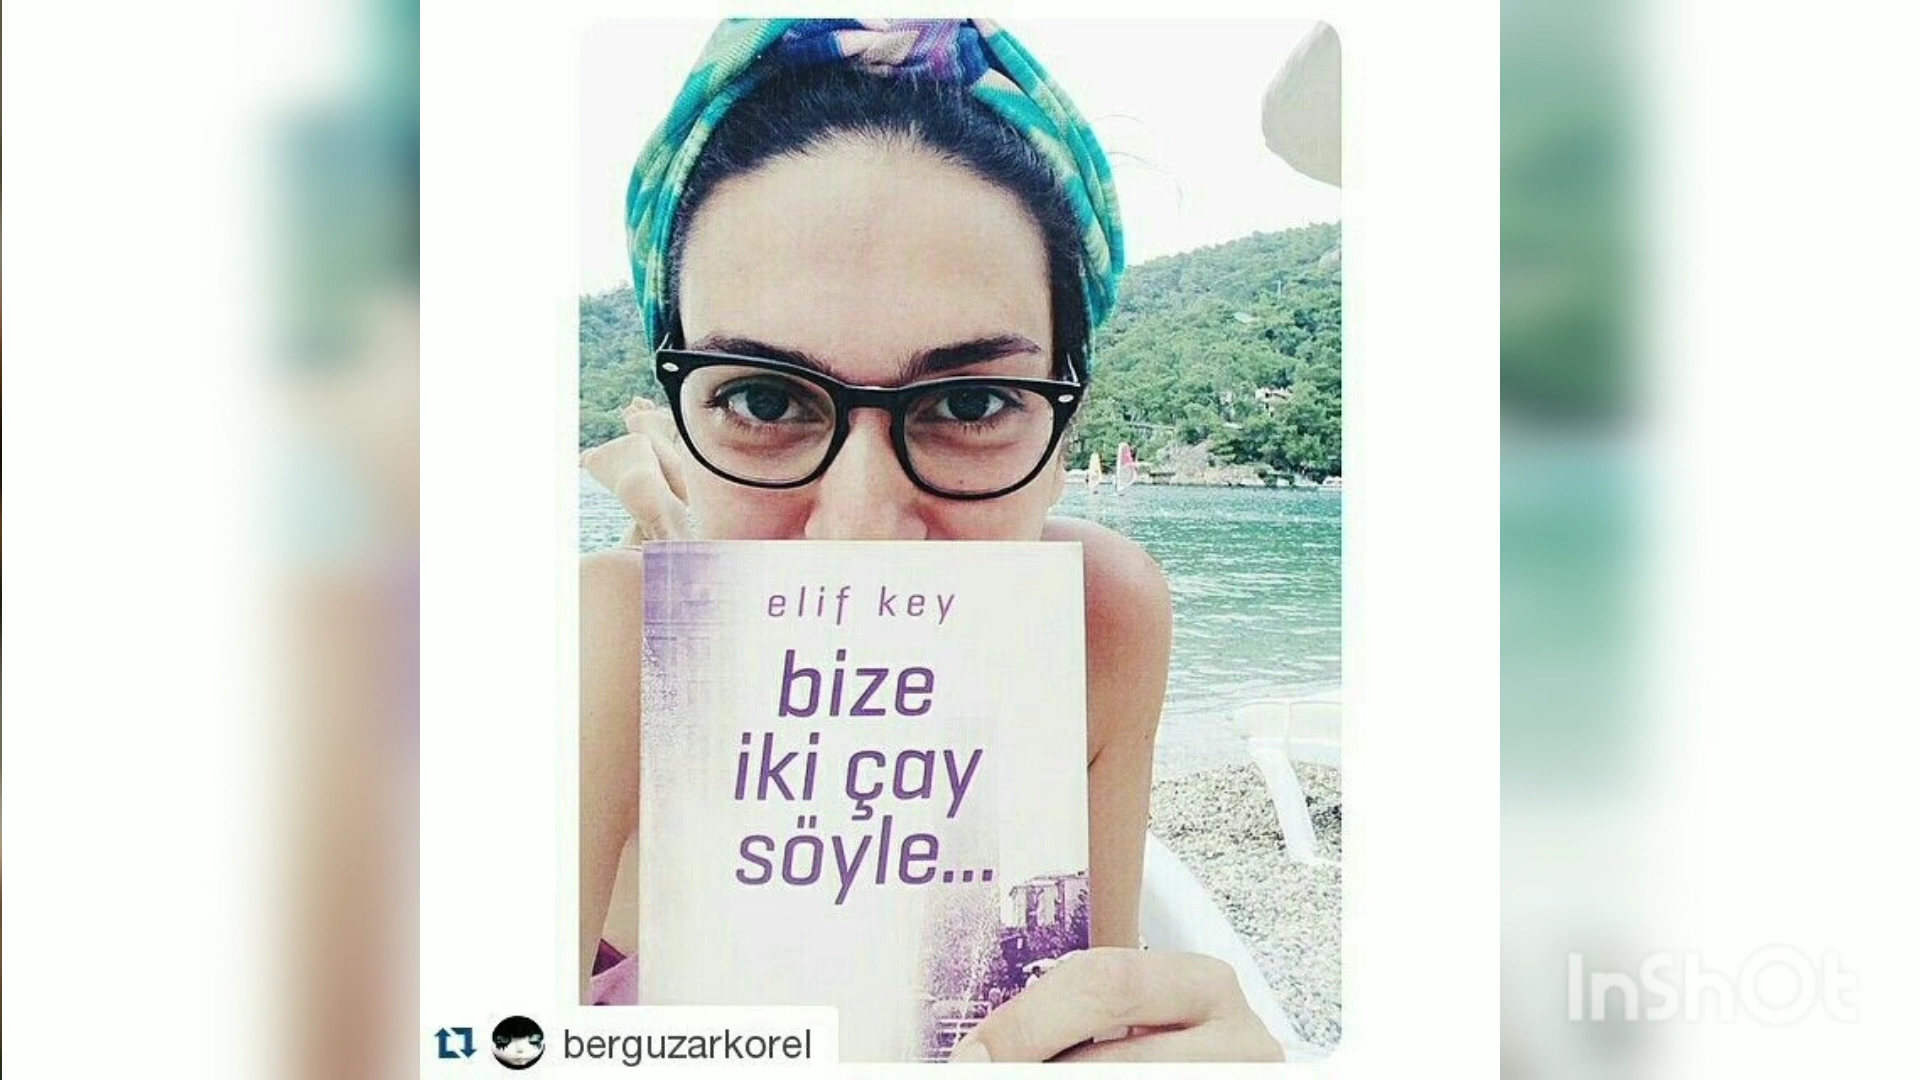 elif key
bize
iki çay
söyle...
berguzarkorel
InShOt